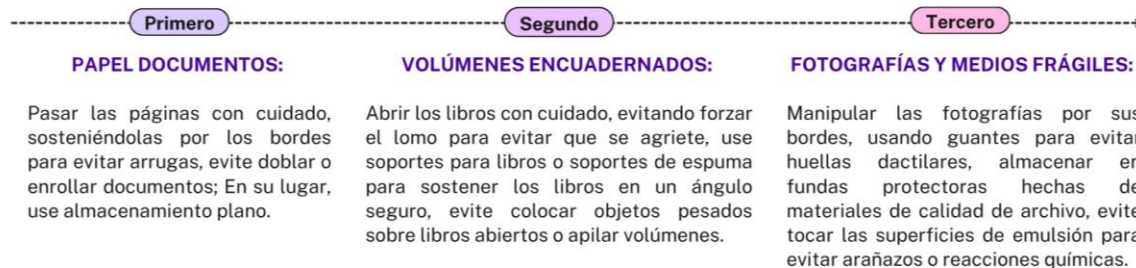 Primero
Segundo
Tercero
PAPEL DOCUMENTOS:
Pasar las páginas con cuidado,
sosteniéndolas por los bordes
para evitar arrugas, evite doblar o
enrollar documentos; En su lugar,
use almacenamiento plano.
VOLÚMENES ENCUADERNADOS:
Abrir los libros con cuidado, evitando forzar
el lomo para evitar que se agriete, use
soportes para libros o soportes de espuma
para sostener los libros en un ángulo
seguro, evite colocar objetos pesados
sobre libros abiertos o apilar volúmenes.
FOTOGRAFÍAS Y MEDIOS FRÁGILES:
Manipular las fotografías por sus
bordes, usando guantes para evitar
huellas dactilares, almacenar en
fundas protectoras hechas de
materiales de calidad de archivo, evite
tocar las superficies de emulsión para
evitar arañazos o reacciones químicas.